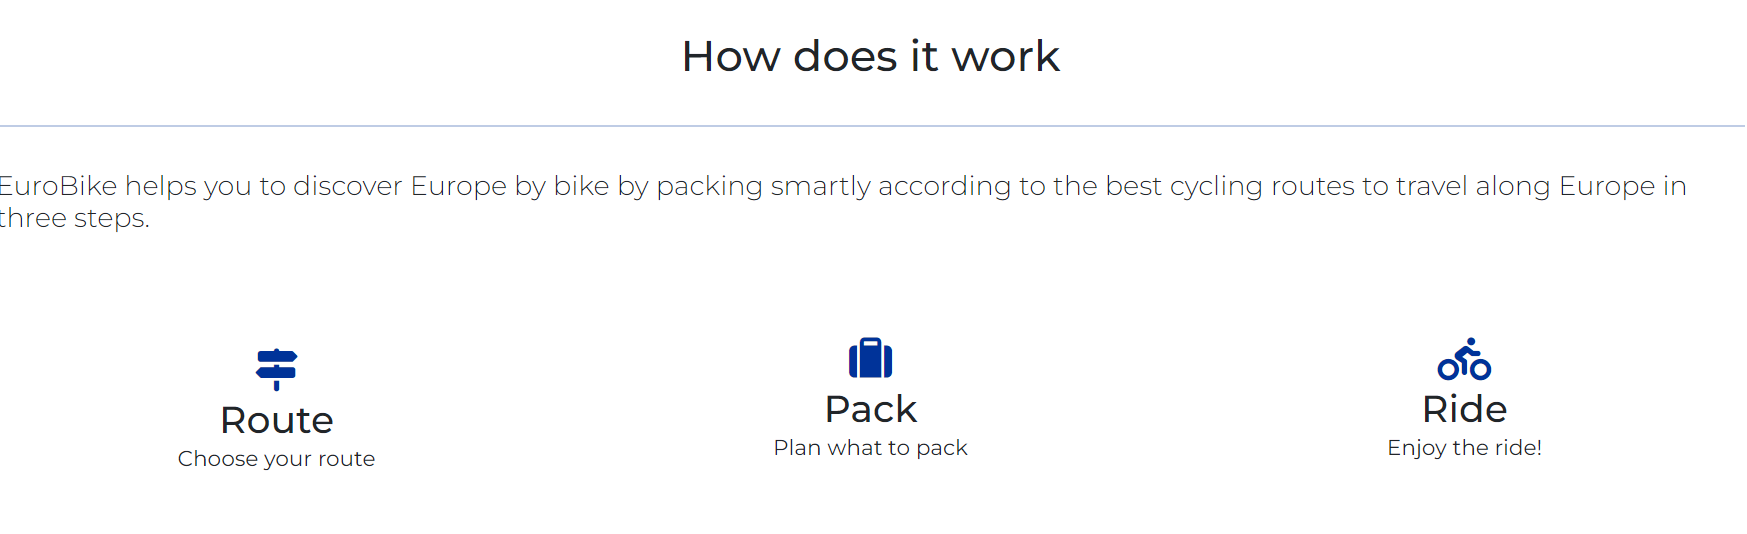 How does it work
EuroBike helps you to discover Europe by bike by packing smartly according to the best cycling routes to travel along Europe in
three steps.
Route
Choose your route
Pack
Plan what to pack
Ride
Enjoy the ride!